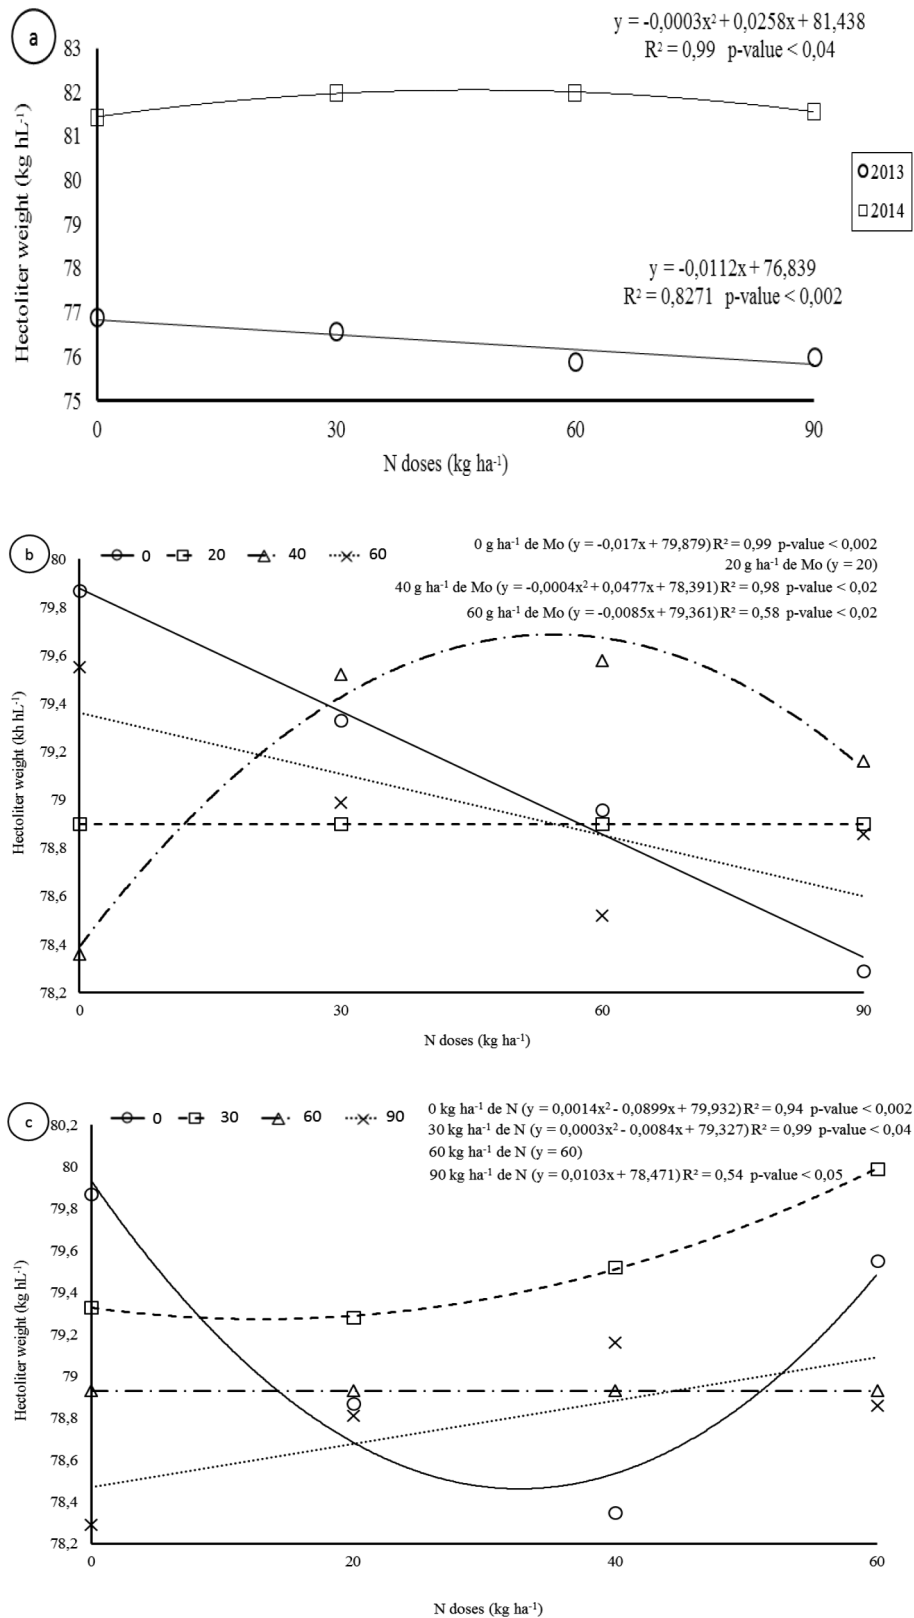 a
y = -0,0003x² + 0,0258x + 81,438
R² = 0,99 p-value < 0,04
83
82
81
80
79
78
77
76
75
Hectoliter weight (kg hL⁻¹)
2013
2014
y = -0,0112x + 76,839
R² = 0,8271 p-value < 0,002
0 30 60 90
N doses (kg ha⁻¹)
b
0 20 40 60
0 g ha⁻¹ de Mo (y = -0,017x + 79,879) R² = 0,99 p-value < 0,002
20 g ha⁻¹ de Mo (y = 20)
40 g ha⁻¹ de Mo (y = -0,0004x² + 0,0477x + 78,391) R² = 0,98 p-value < 0,02
60 g ha⁻¹ de Mo (y = -0,0085x + 79,361) R² = 0,58 p-value < 0,02
80
79,8
79,6
79,4
79,2
79
78,8
78,6
78,4
78,2
Hectoliter weight (kh hL⁻¹)
0 30 60 90
N doses (kg ha⁻¹)
c
0 30 60 90
0 kg ha⁻¹ de N (y = 0,0014x² - 0,0899x + 79,932) R² = 0,94 p-value < 0,002
30 kg ha⁻¹ de N (y = 0,0003x² - 0,0084x + 79,327) R² = 0,99 p-value < 0,04
60 kg ha⁻¹ de N (y = 60)
90 kg ha⁻¹ de N (y = 0,0103x + 78,471) R² = 0,54 p-value < 0,05
80,2
80
79,8
79,6
79,4
79,2
79
78,8
78,6
78,4
78,2
Hectoliter weight (kg hL⁻¹)
0 20 40 60
N doses (kg ha⁻¹)